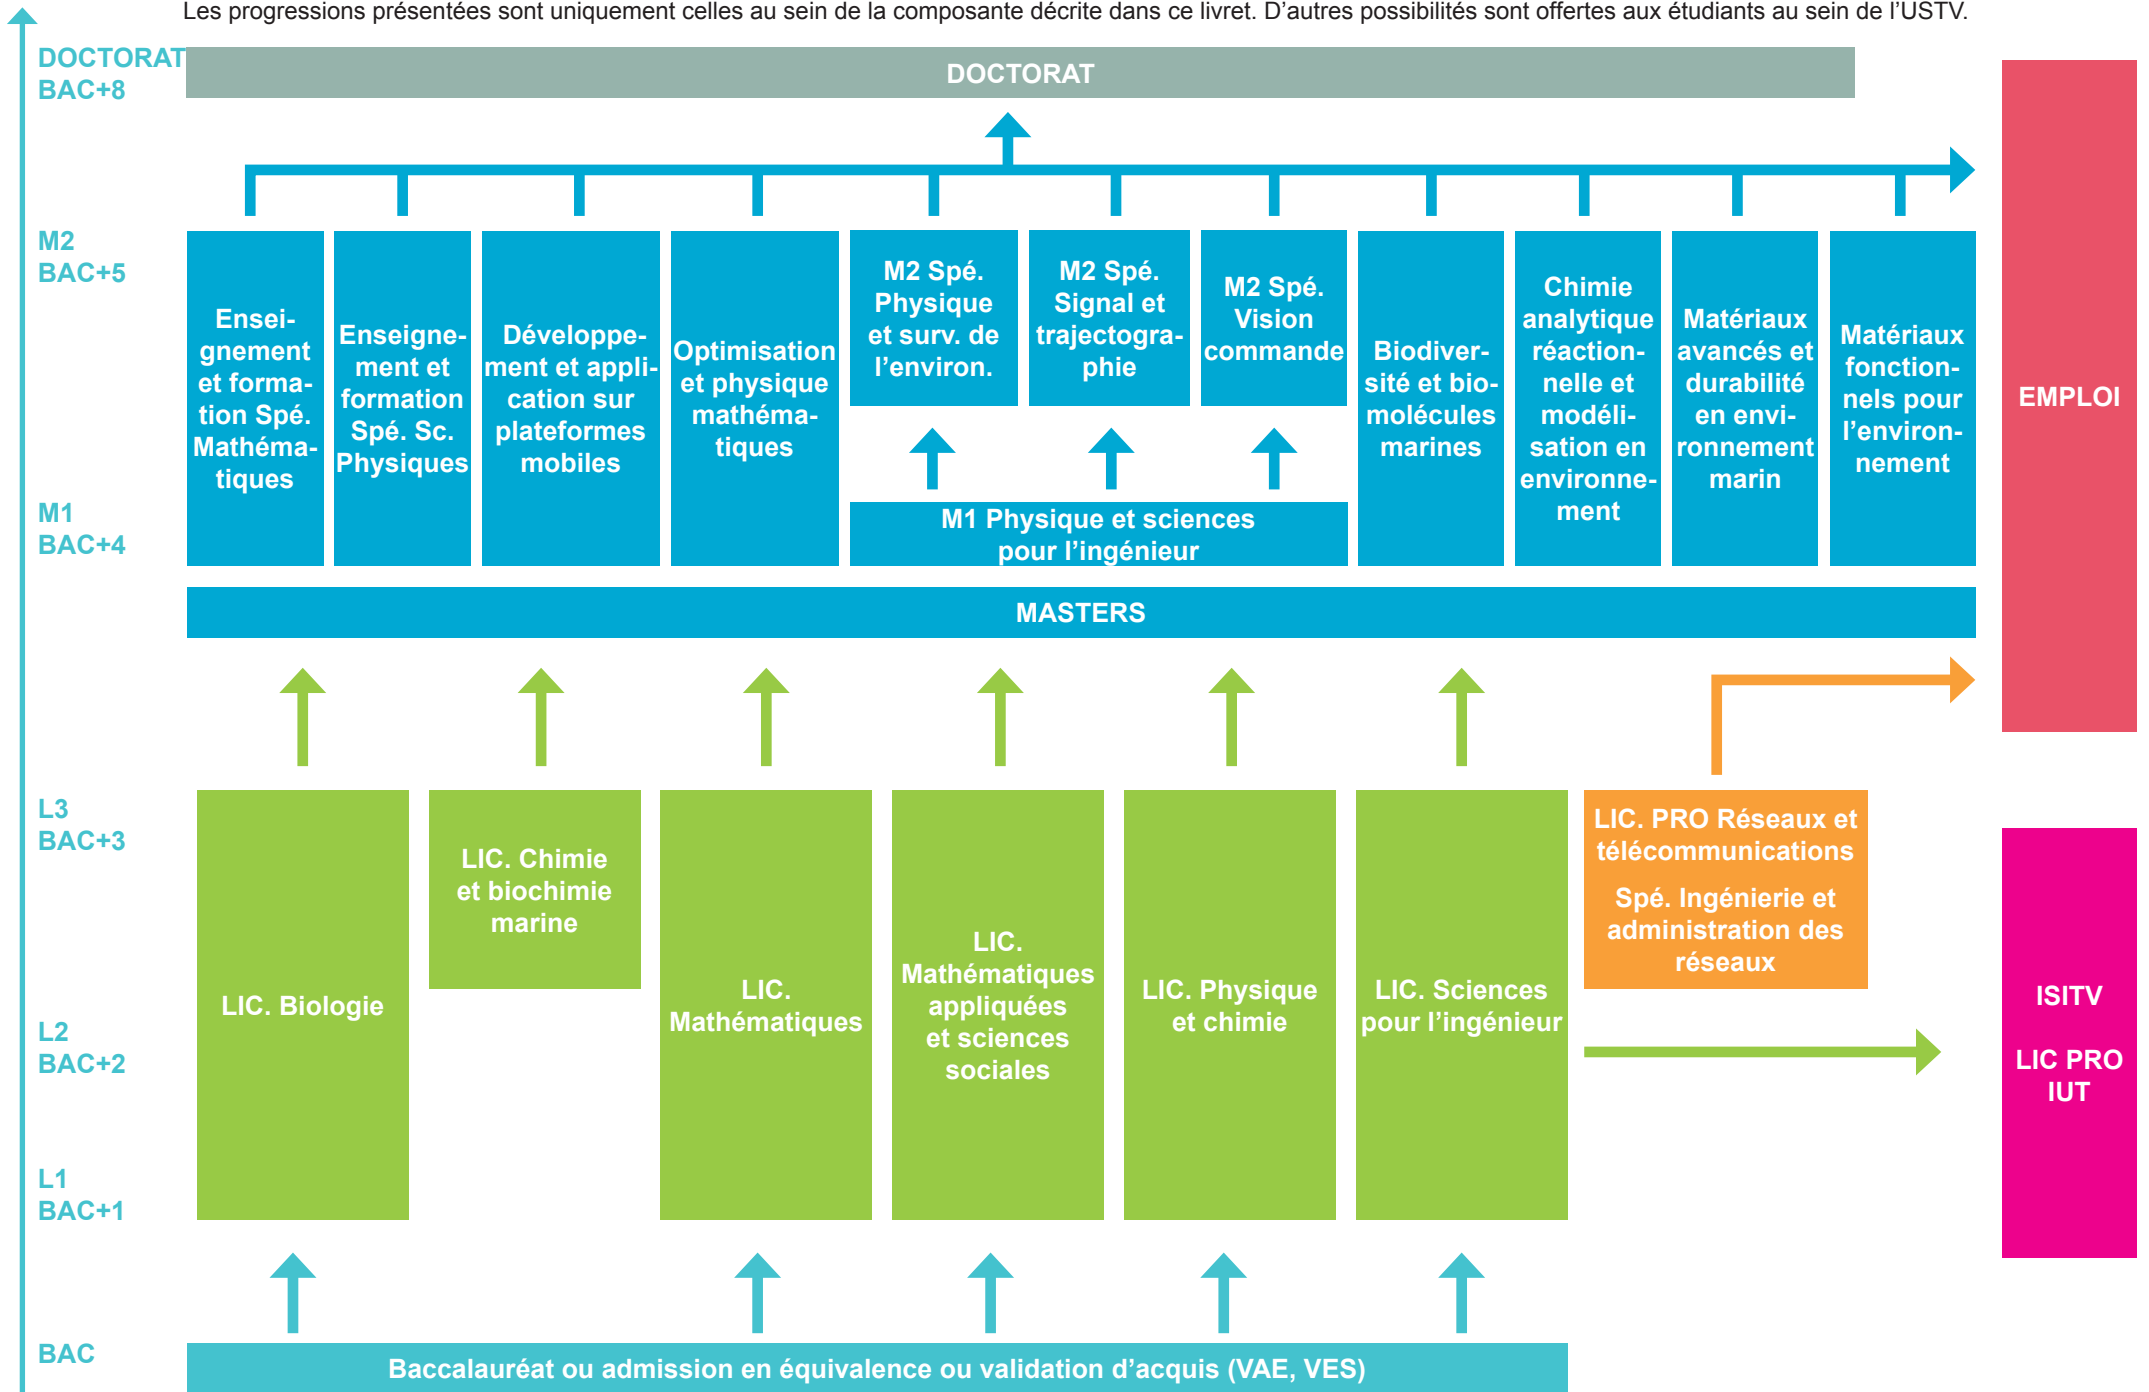 Les progressions présentées sont uniquement celles au sein de la composante décrite dans ce livret. D’autres possibilités sont offertes aux étudiants au sein de l’USTV.
DOCTORAT
BAC+8
DOCTORAT
M2
BAC+5
M1
BAC+4
Ensei-
gnement
et forma-
tion Spé.
Mathéma-
tiques
Enseigne-
ment et
formation
Spé. Sc.
Physiques
Développe-
ment et appli-
cation sur
plateformes
mobiles
Optimisation
et physique
mathéma-
tiques
M2 Spé.
Physique
et surv. de
l’environ.
M2 Spé.
Signal et
trajectogra-
phie
M2 Spé.
Vision
commande
M1 Physique et sciences
pour l’ingénieur
Biodiver-
sité et bio-
molécules
marines
Chimie
analytique
réaction-
nelle et
modéli-
sation en
environne-
ment
Matériaux
avancés et
durabilité
en envi-
ronnement
marin
Matériaux
fonction-
nels pour
l’environ-
nement
EMPLOI
MASTERS
L3
BAC+3
L2
BAC+2
L1
BAC+1
LIC. Biologie
LIC. Chimie
et biochimie
marine
LIC.
Mathématiques
LIC.
Mathématiques
appliquées
et sciences
sociales
LIC. Physique
et chimie
LIC. Sciences
pour l’ingénieur
LIC. PRO Réseaux et
télécommunications
Spé. Ingénierie et
administration des
réseaux
ISITV
LIC PRO
IUT
BAC
Baccalauréat ou admission en équivalence ou validation d’acquis (VAE, VES)